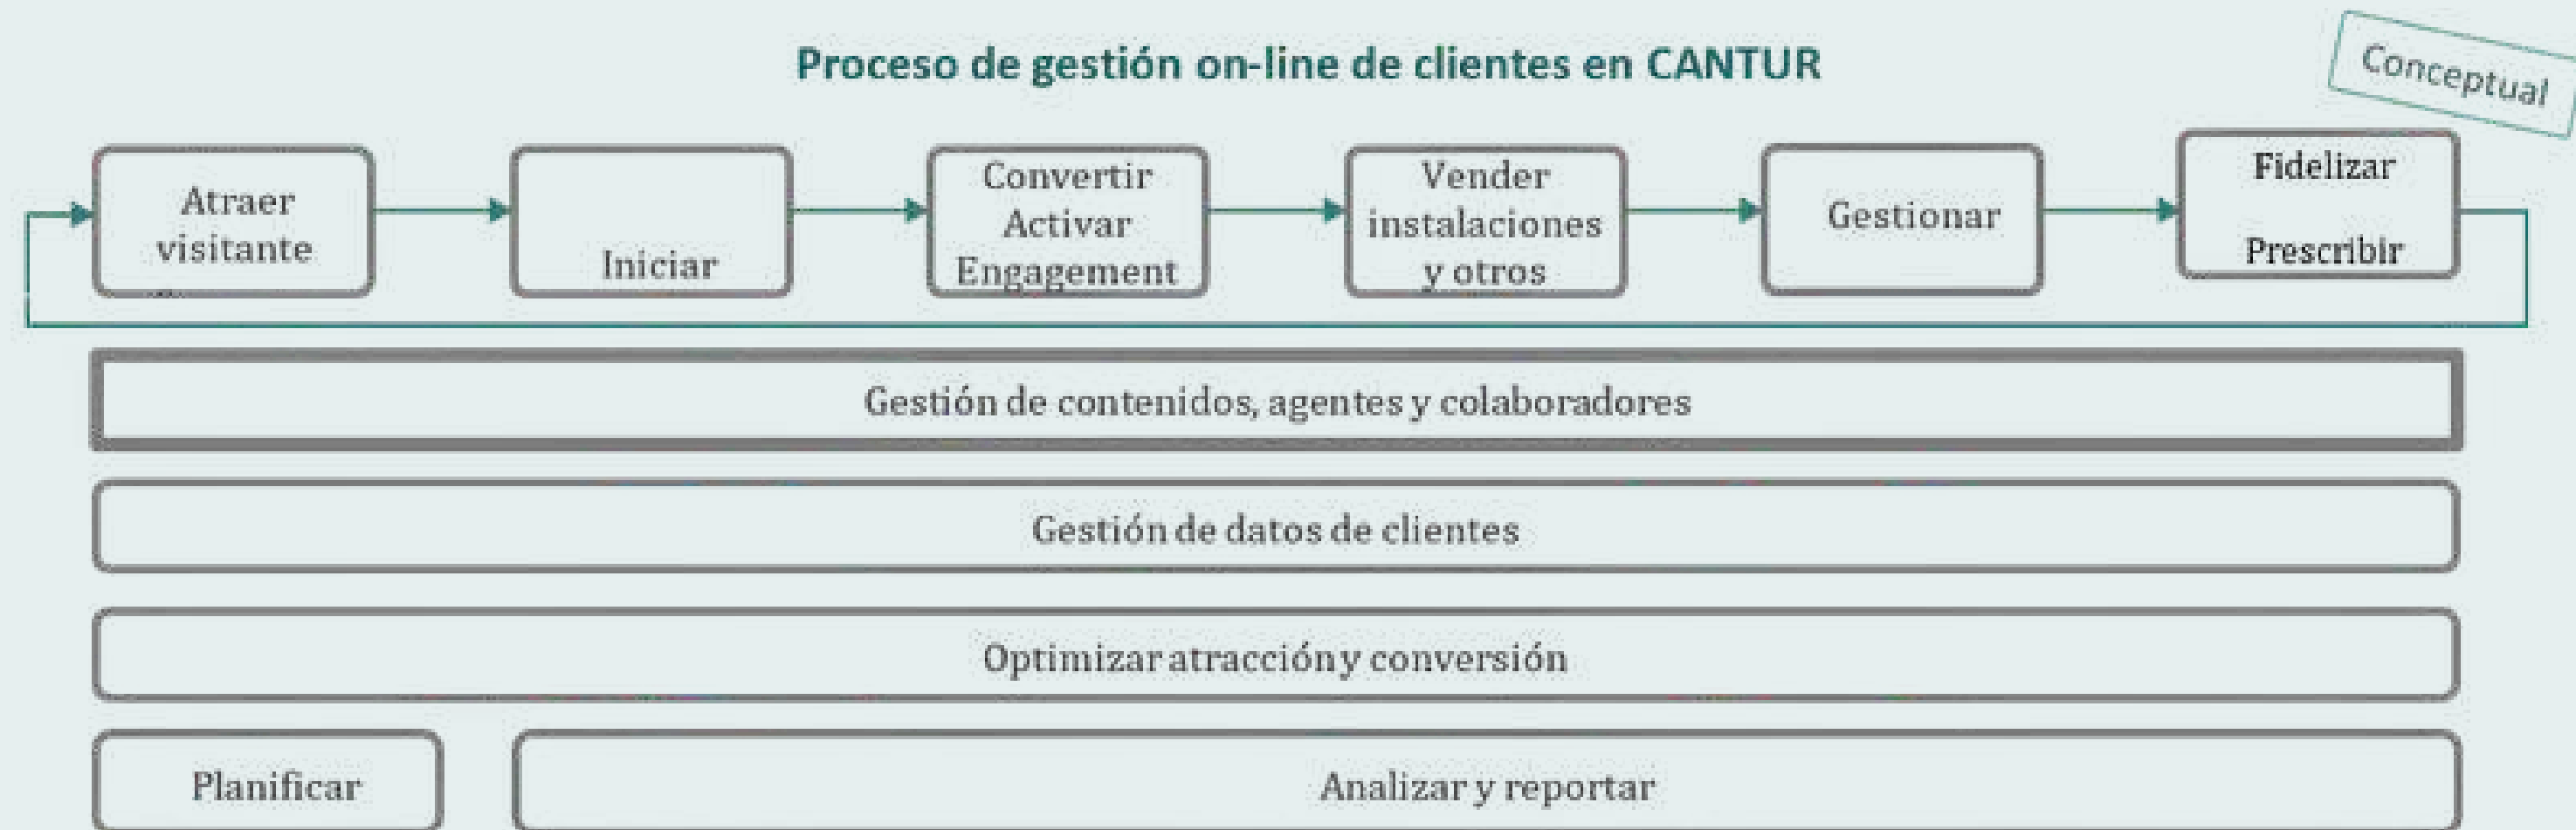 Proceso de gestión on-line de clientes en CANTUR
Conceptual
Atraer
visitante
Iniciar
Convertir
Activar
Engagement
Vender
instalaciones
y otros
Gestionar
Fidelizar
Prescribir
Gestión de contenidos, agentes y colaboradores
Gestión de datos de clientes
Optimizar atracción y conversión
Planificar
Analizar y reportar